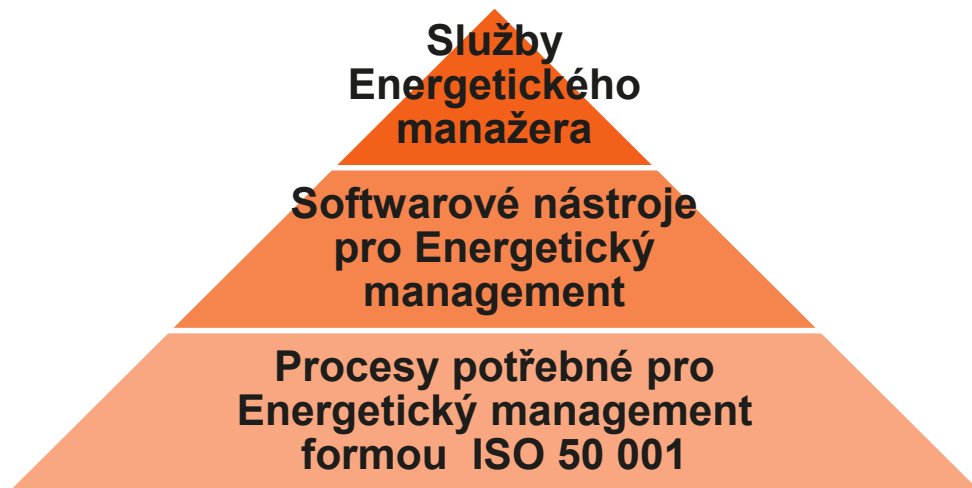 Služby
Energetického
manažera
Softwarové nástroje
pro Energetický
management
Procesy potřebné pro
Energetický management
formou  ISO 50 001